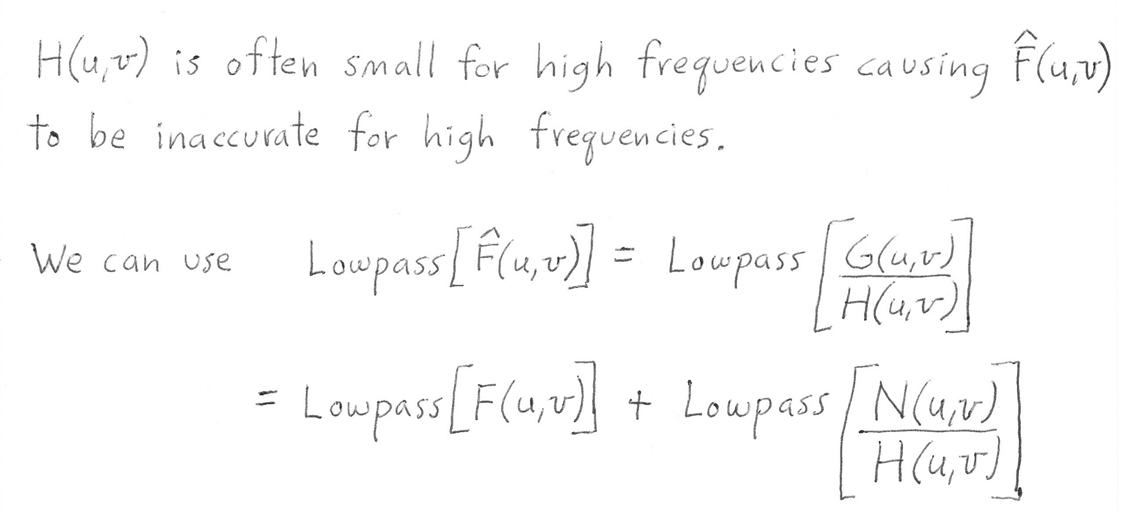 H(u,v) is often small for high frequencies causing F̂(u,v)
to be inaccurate for high frequencies.
We can use Lowpass[F̂(u,v)] = Lowpass[G(u,v)/H(u,v)]
= Lowpass[F(u,v)] + Lowpass[N(u,v)/H(u,v)]